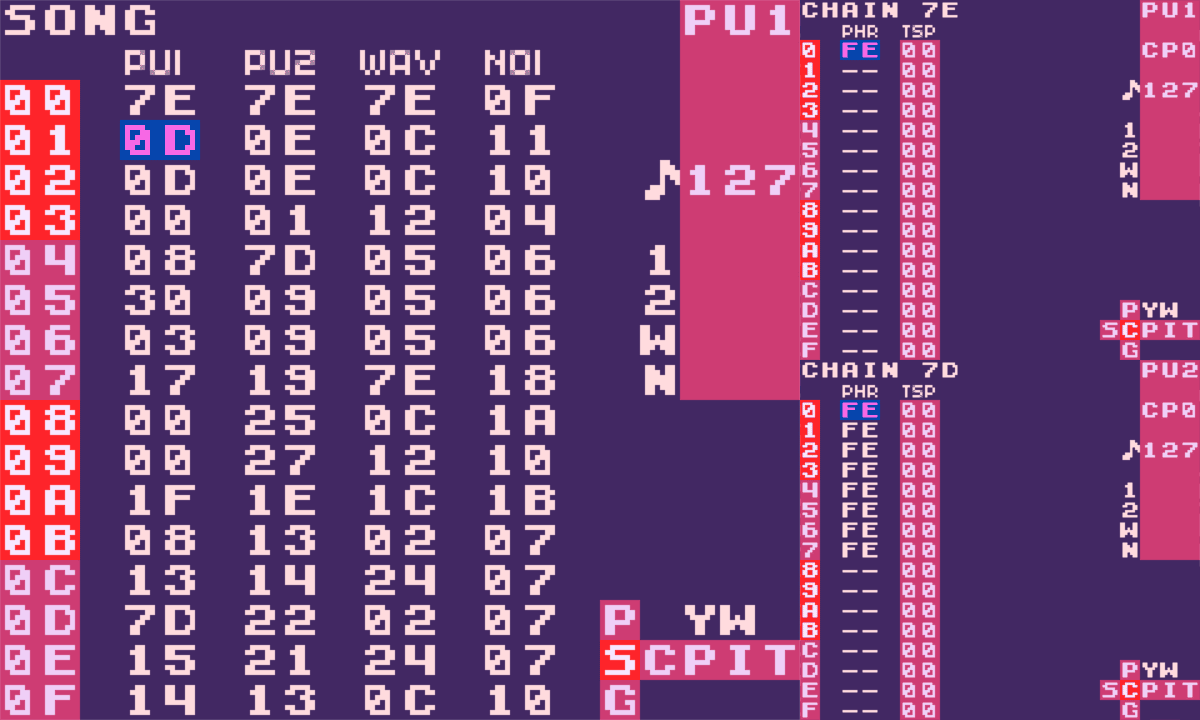 SONG PU1
PU1 PU2 WAV NOI
00 7E 7E 7E 0F
01 0D 0E 0C 11
02 0D 0E 0C 10 ♪127
03 00 01 12 04
04 08 7D 05 06 1
05 30 09 05 06 2
06 03 09 05 06 W
07 17 19 7E 18 N
08 00 25 0C 1A
09 00 27 12 10
0A 1F 1E 1C 1B
0B 08 13 02 07
0C 13 14 24 07
0D 7D 22 02 07 P YW
0E 15 21 24 07 SCPIT
0F 14 13 0C 10 G
CHAIN 7E PU1
PHR TSP
0 FE 00 CP0
1 -- 00
2 -- 00 ♪127
3 -- 00
4 -- 00 1
5 -- 00 2
6 -- 00 W
7 -- 00 N
8 -- 00
9 -- 00
A -- 00
B -- 00
C -- 00
D -- 00 PYW
E -- 00 SCPIT
F -- 00 G
CHAIN 7D PU2
PHR TSP
0 FE 00 CP0
1 FE 00
2 FE 00 ♪127
3 FE 00
4 FE 00 1
5 FE 00 2
6 FE 00 W
7 FE 00 N
8 -- 00
9 -- 00
A -- 00
B -- 00
C -- 00
D -- 00 PYW
E -- 00 SCPIT
F -- 00 G